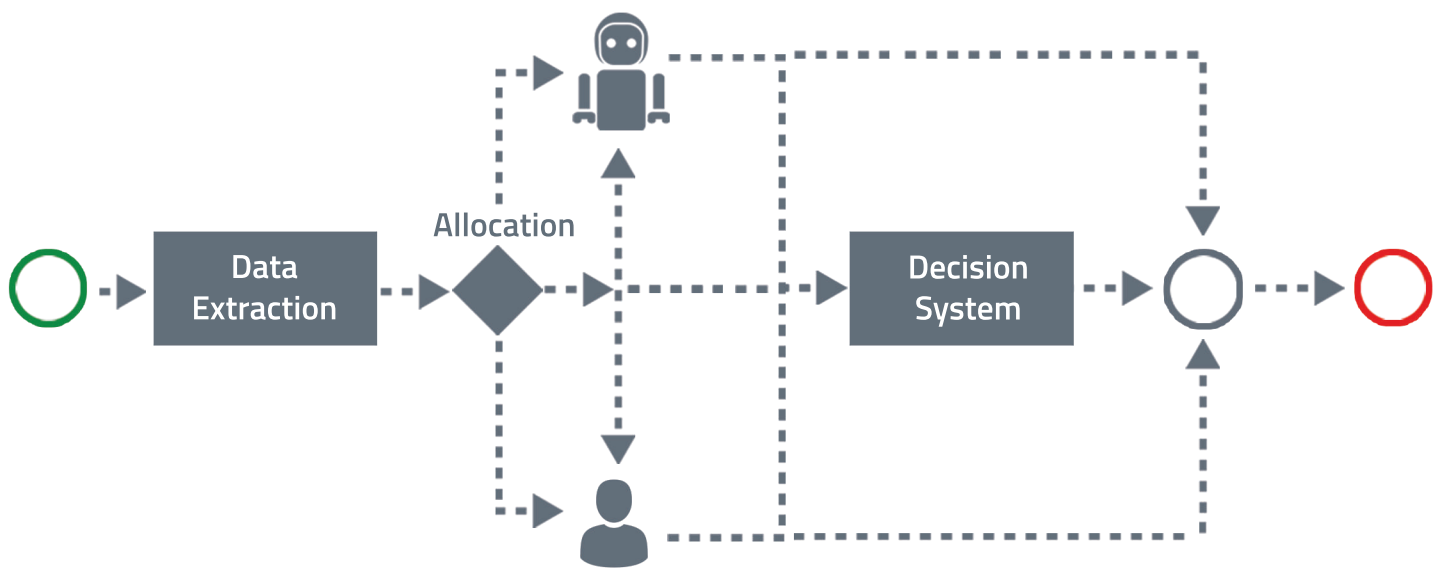 Data
Extraction
Allocation
Decision
System